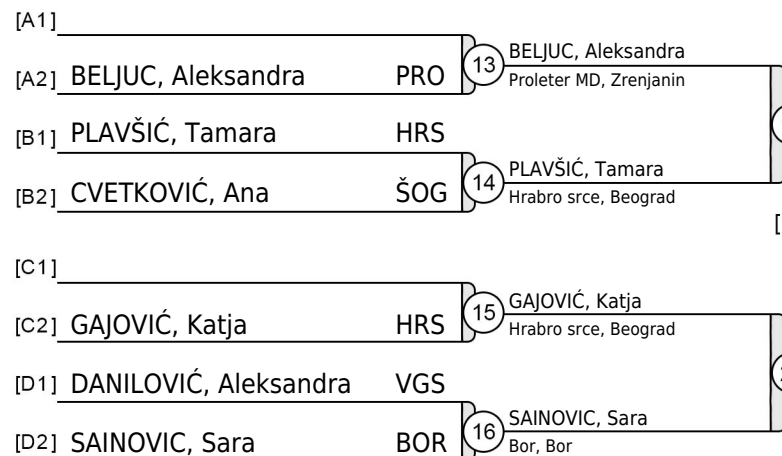 [A1]
[A2] BELJUC, Aleksandra PRO
13 BELJUC, Aleksandra
Proleter MD, Zrenjanin
[B1] PLAVŠIĆ, Tamara HRS
[B2] CVETKOVIĆ, Ana ŠOG
14 PLAVŠIĆ, Tamara
Hrabro srce, Beograd
[
[C1]
[C2] GAJOVIĆ, Katja HRS
15 GAJOVIĆ, Katja
Hrabro srce, Beograd
[D1] DANILOVIĆ, Aleksandra VGS
[D2] SAINOVIC, Sara BOR
16 SAINOVIC, Sara
Bor, Bor